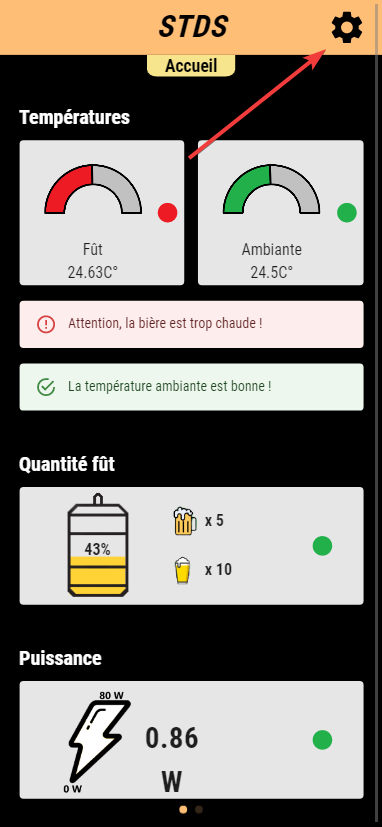 STDS
Accueil
Températures
Fût
24.63C°
Ambiante
24.5C°
Attention, la bière est trop chaude !
La température ambiante est bonne !
Quantité fût
43%
x 5
x 10
Puissance
80 W
0 W
0.86
W